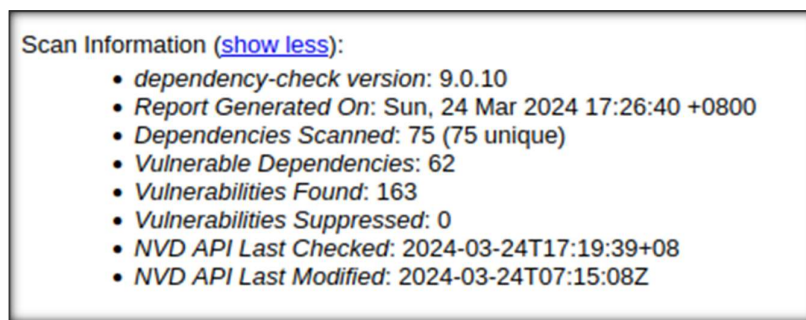 Scan Information (show less):
• dependency-check version: 9.0.10
• Report Generated On: Sun, 24 Mar 2024 17:26:40 +0800
• Dependencies Scanned: 75 (75 unique)
• Vulnerable Dependencies: 62
• Vulnerabilities Found: 163
• Vulnerabilities Suppressed: 0
• NVD API Last Checked: 2024-03-24T17:19:39+08
• NVD API Last Modified: 2024-03-24T07:15:08Z